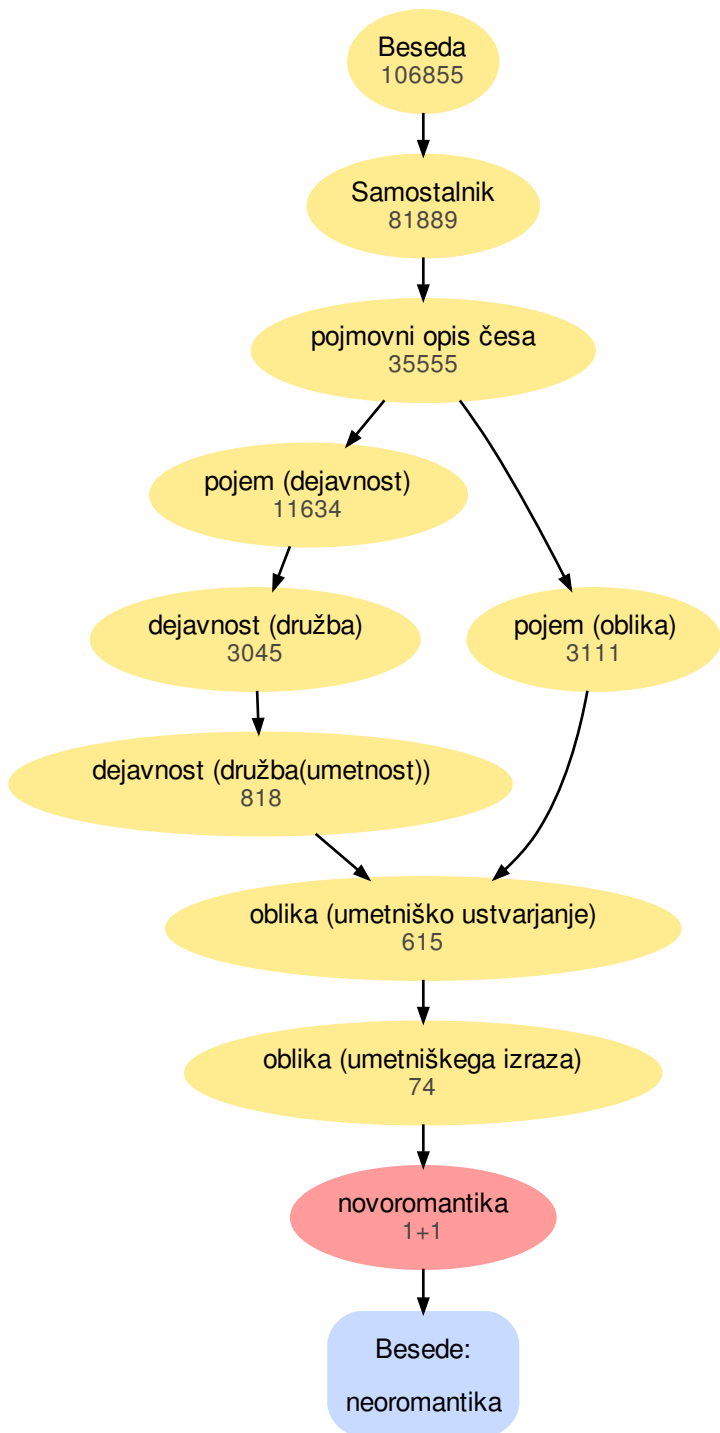 Beseda
106855
Samostalnik
81889
pojmovni opis česa
35555
pojem (dejavnost)
11634
dejavnost (družba)
3045
pojem (oblika)
3111
dejavnost (družba(umetnost))
818
oblika (umetniško ustvarjanje)
615
oblika (umetniškega izraza)
74
novoromantika
1+1
Besede:
neoromantika